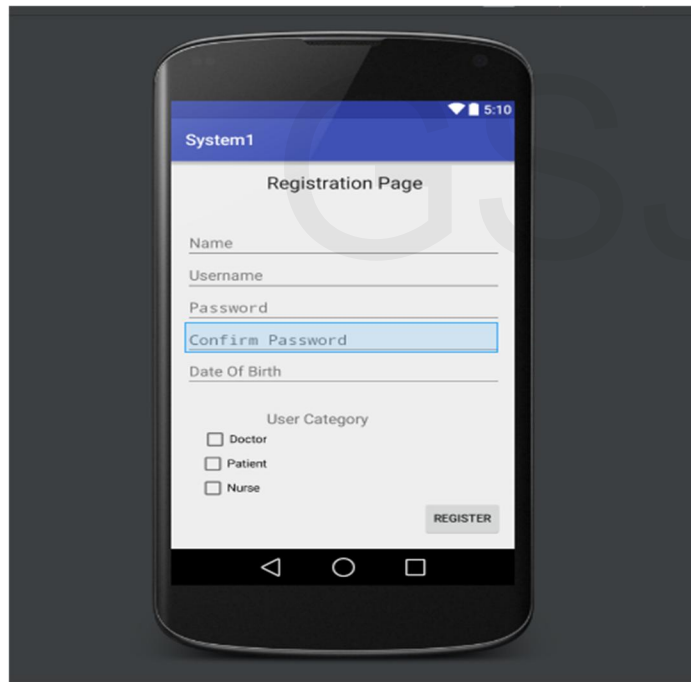 5:10
System1
Registration Page
Name
Username
Password
Confirm Password
Date Of Birth
User Category
Doctor
Patient
Nurse
REGISTER
GSJ